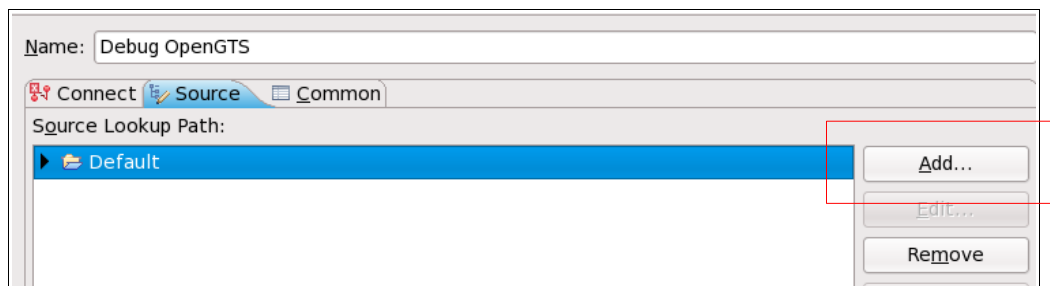 Name: Debug OpenGTS
Connect Source Common
Source Lookup Path:
Default
Add...
Edit...
Remove